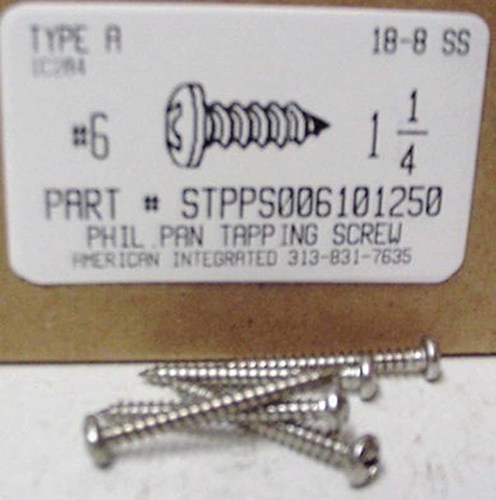 TYPE A 18-8 SS
IC284
#6 1 1/4
PART # STPPS006101250
PHIL.PAN TAPPING SCREW
AMERICAN INTEGRATED 313-831-7635